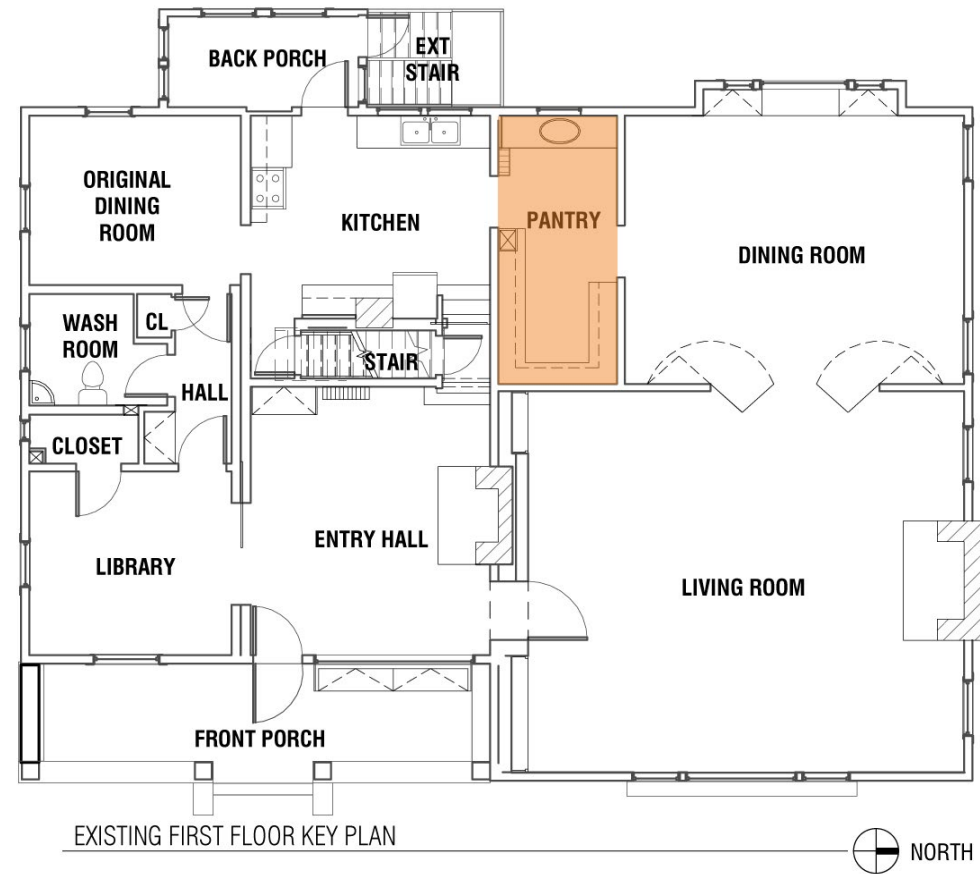 BACK PORCH
EXT
STAIR
ORIGINAL
DINING
ROOM
KITCHEN
PANTRY
DINING ROOM
WASH
ROOM
CL
STAIR
HALL
CLOSET
ENTRY HALL
LIBRARY
LIVING ROOM
FRONT PORCH
EXISTING FIRST FLOOR KEY PLAN
NORTH